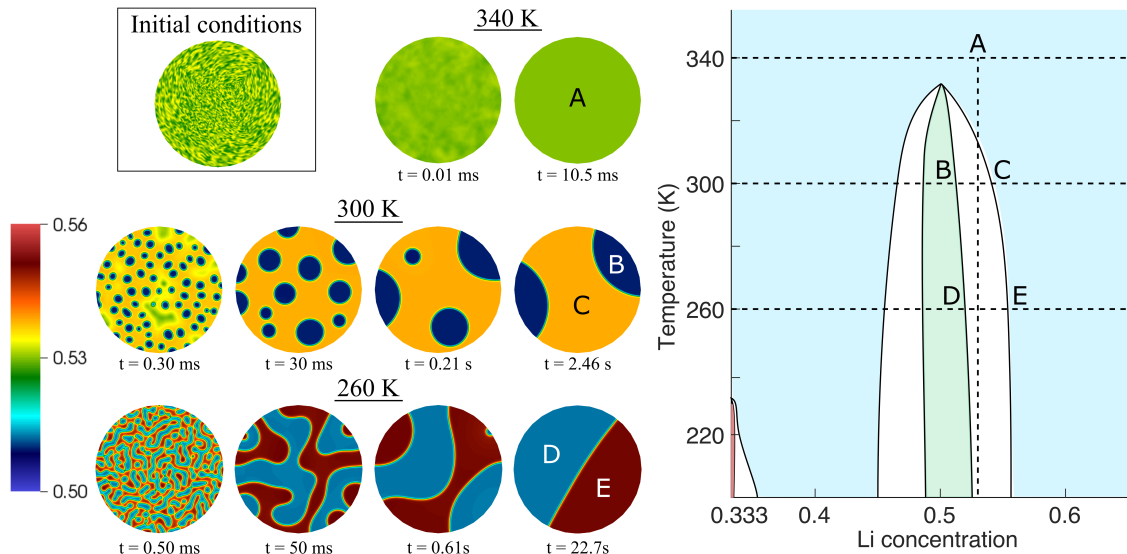 Initial conditions
340 K
A
t = 0.01 ms
t = 10.5 ms
300 K
0.56
0.53
0.50
B
C
t = 0.30 ms
t = 30 ms
t = 0.21 s
t = 2.46 s
260 K
D
E
t = 0.50 ms
t = 50 ms
t = 0.61s
t = 22.7s
Temperature (K)
340
300
260
220
A
B
C
D
E
0.333
0.4
0.5
0.6
Li concentration